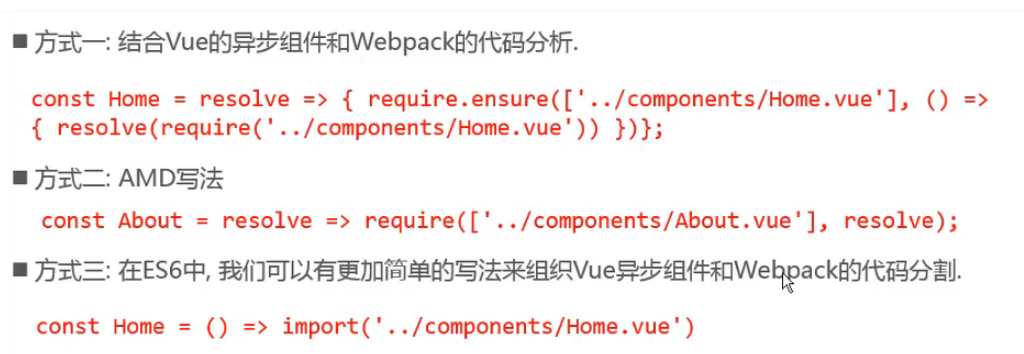 ■ 方式一: 结合Vue的异步组件和Webpack的代码分析.
const Home = resolve => { require.ensure(['../components/Home.vue'], () =>
{ resolve(require('../components/Home.vue')) })};
■ 方式二: AMD写法
const About = resolve => require(['../components/About.vue'], resolve);
■ 方式三: 在ES6中, 我们可以有更加简单的写法来组织Vue异步组件和Webpack的代码分割.
const Home = () => import('../components/Home.vue')